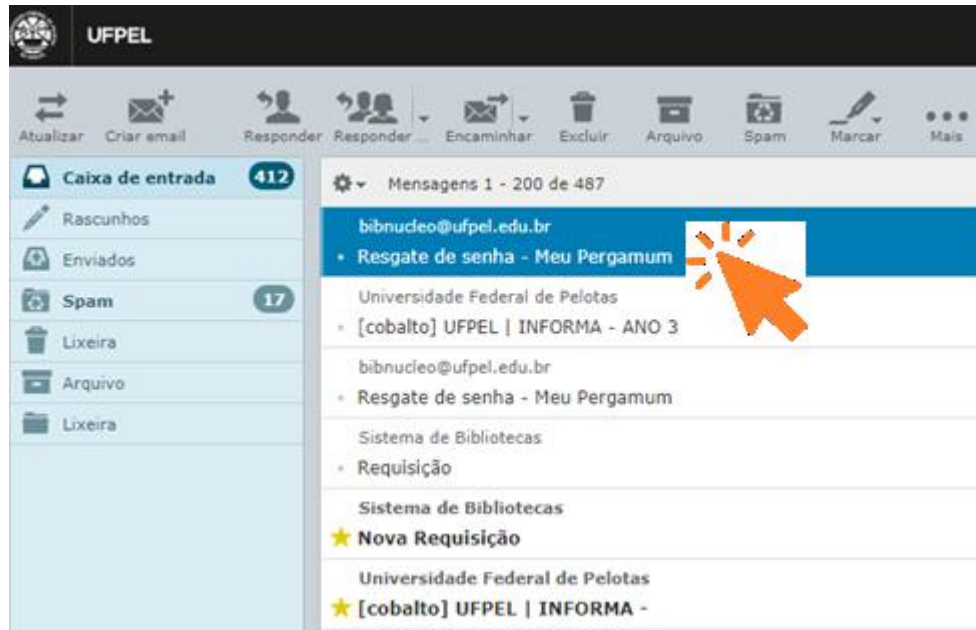 UFPEL
Atualizar Criar email Responder Responder ... Encaminhar Excluir Arquivo Spam Marcar Mais
Caixa de entrada 412
Rascunhos
Enviados
Spam 17
Lixeira
Arquivo
Lixeira
Mensagens 1 - 200 de 487
bibnucleo@ufpel.edu.br
Resgate de senha - Meu Pergamum
Universidade Federal de Pelotas
[cobalto] UFPEL | INFORMA - ANO 3
bibnucleo@ufpel.edu.br
Resgate de senha - Meu Pergamum
Sistema de Bibliotecas
Requisição
Sistema de Bibliotecas
Nova Requisição
Universidade Federal de Pelotas
[cobalto] UFPEL | INFORMA -